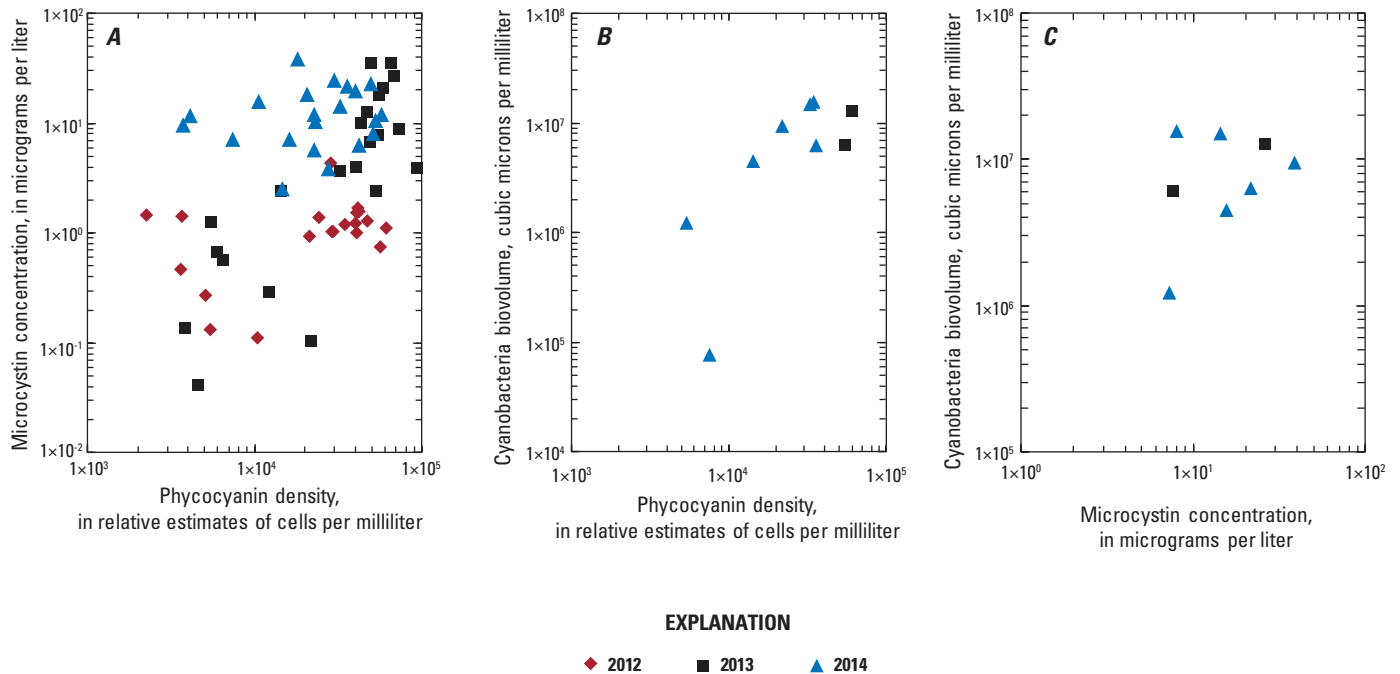 A
Microcystin concentration, in micrograms per liter
1×10²
1×10¹
1×10⁰
1×10⁻¹
1×10⁻²
1×10³
1×10⁴
1×10⁵
Phycocyanin density,
in relative estimates of cells per milliliter
B
Cyanobacteria biovolume, cubic microns per milliliter
1×10⁸
1×10⁷
1×10⁶
1×10⁵
1×10⁴
1×10³
1×10⁴
1×10⁵
Phycocyanin density,
in relative estimates of cells per milliliter
C
Cyanobacteria biovolume, cubic microns per milliliter
1×10⁸
1×10⁷
1×10⁶
1×10⁵
1×10⁰
1×10¹
1×10²
Microcystin concentration,
in micrograms per liter
EXPLANATION
2012
2013
2014